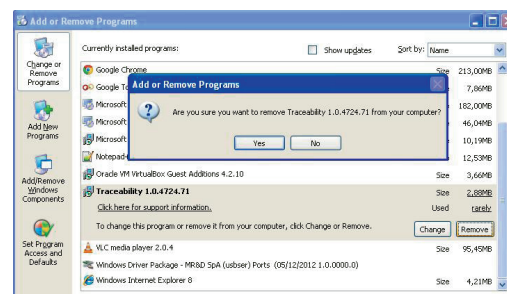 Add or Remove Programs
Currently installed programs:
Show updates
Sort by: Name
Change or Remove Programs
Add New Programs
Add/Remove Windows Components
Set Program Access and Defaults
Google Chrome Size 213,00MB
Google To 7,86MB
Microsoft 182,00MB
Microsoft 46,04MB
Microsoft 10,19MB
Notepad 12,53MB
Add or Remove Programs
Are you sure you want to remove Traceability 1.0.4724.71 from your computer?
Yes No
Oracle VM VirtualBox Guest Additions 4.2.10 Size 3,66MB
Traceability 1.0.4724.71 Size 2,88MB
Click here for support information. Used rarely
To change this program or remove it from your computer, click Change or Remove. Change Remove
VLC media player 2.0.4 Size 95,45MB
Windows Driver Package - MR&D SpA (usbser) Ports (05/12/2012 1.0.0000.0)
Windows Internet Explorer 8 Size 4,21MB